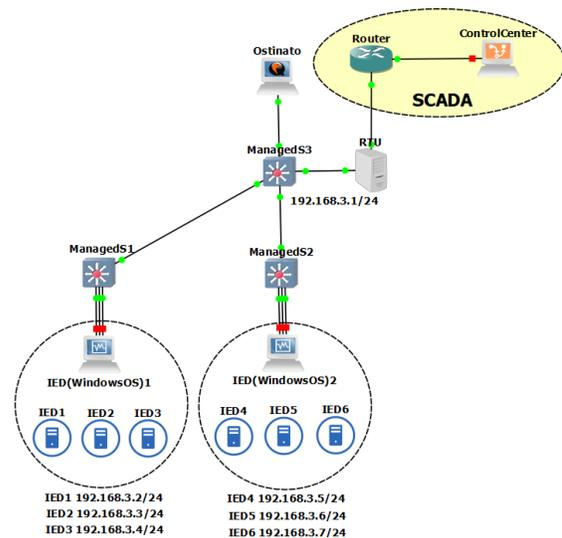 Router
ControlCenter
Ostinato
SCADA
RTU
ManagedS3
192.168.3.1/24
ManagedS1
ManagedS2
IED(WindowsOS)1
IED(WindowsOS)2
IED1 IED2 IED3
IED4 IED5 IED6
IED1 192.168.3.2/24
IED2 192.168.3.3/24
IED3 192.168.3.4/24
IED4 192.168.3.5/24
IED5 192.168.3.6/24
IED6 192.168.3.7/24